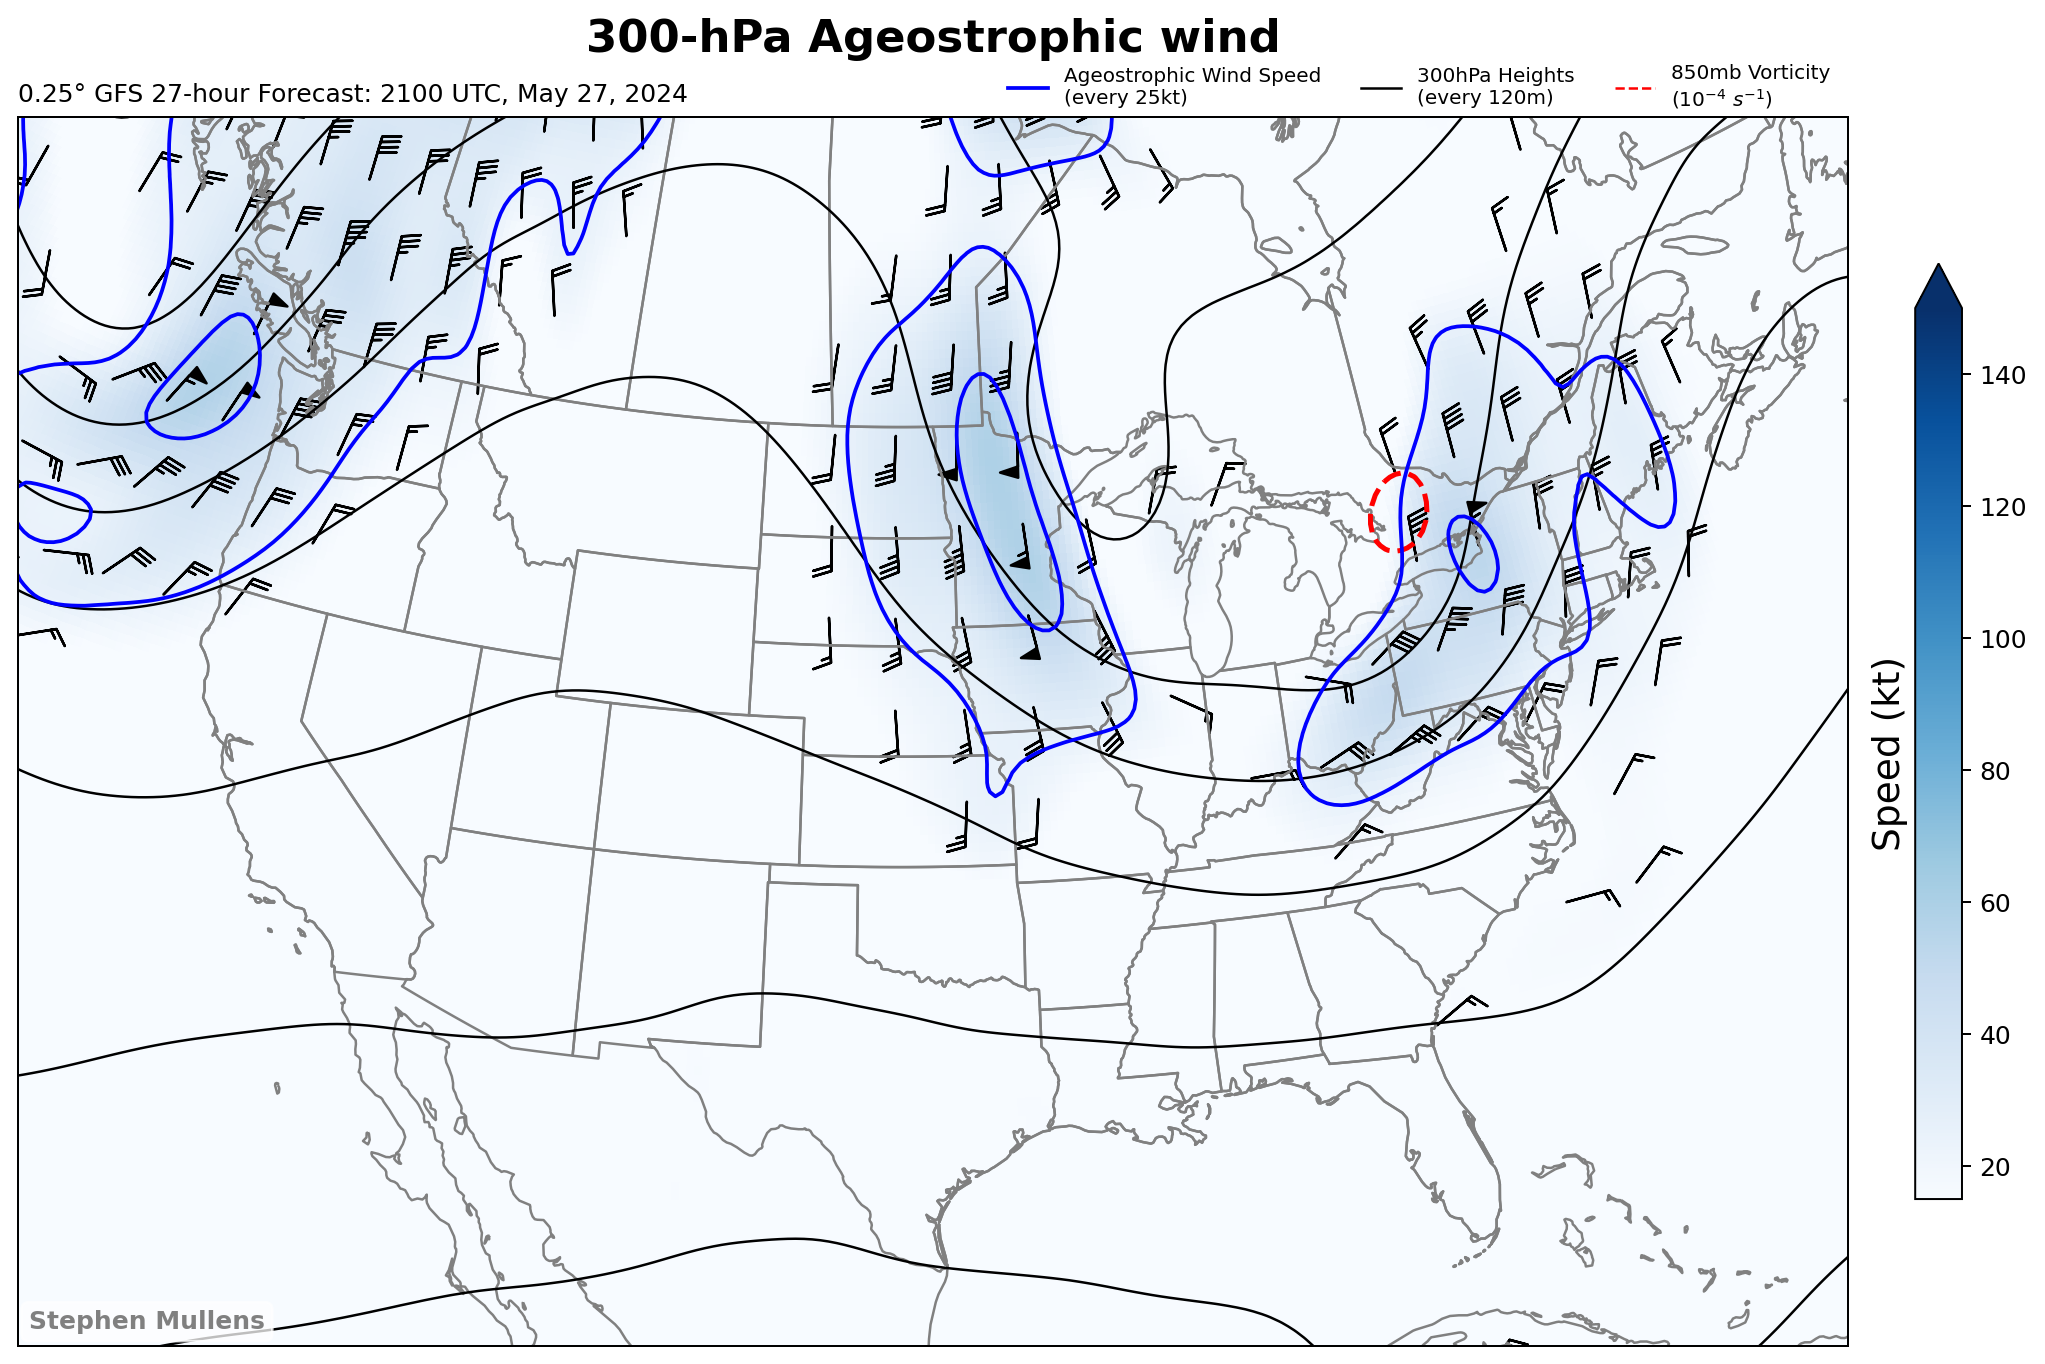 300-hPa Ageostrophic wind
0.25° GFS 27-hour Forecast: 2100 UTC, May 27, 2024
Ageostrophic Wind Speed
(every 25kt)
300hPa Heights
(every 120m)
850mb Vorticity
(10⁻⁴ s⁻¹)
140
120
100
80
60
40
20
Speed (kt)
Stephen Mullens